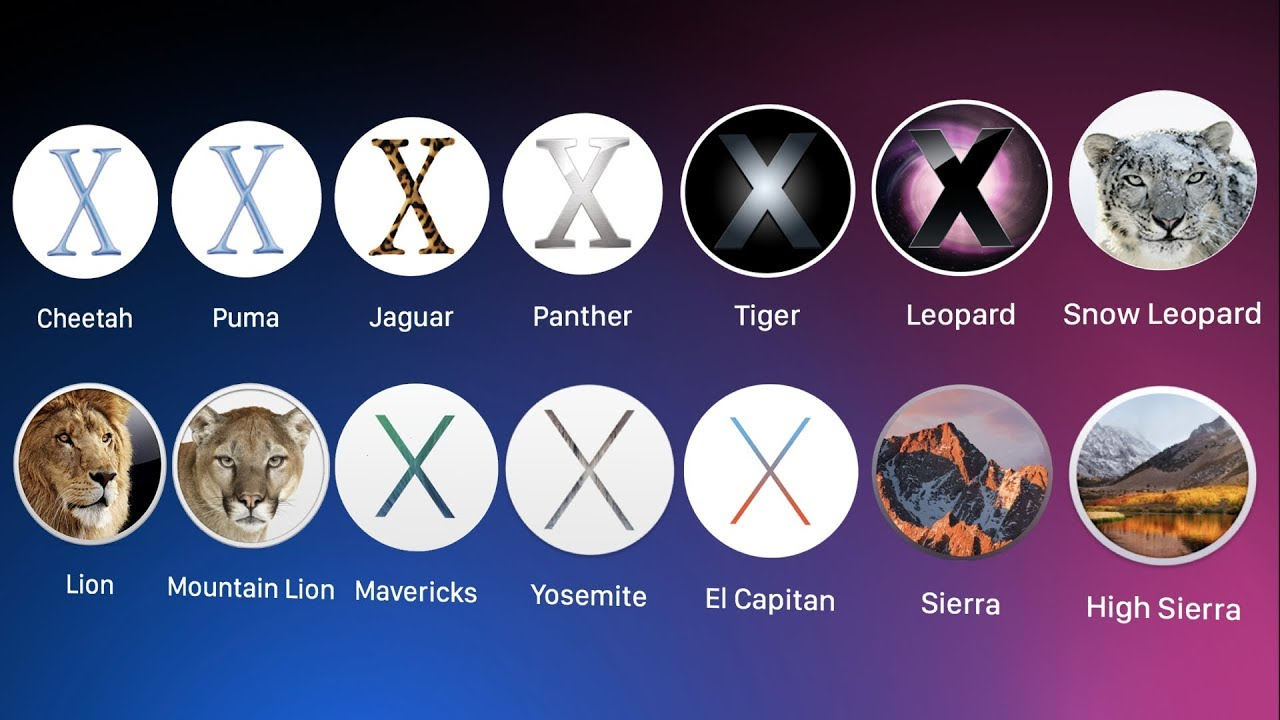 Cheetah
Puma
Jaguar
Panther
Tiger
Leopard
Snow Leopard
Lion
Mountain Lion
Mavericks
Yosemite
El Capitan
Sierra
High Sierra